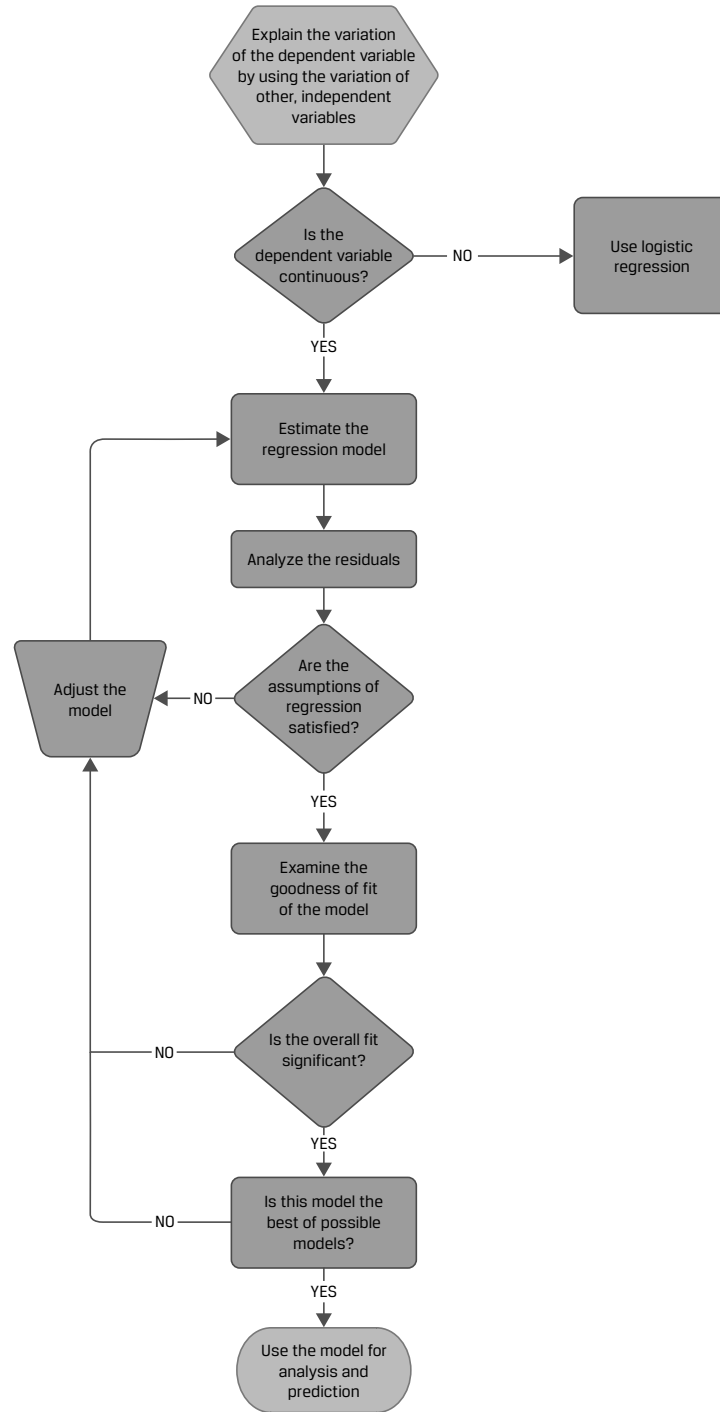 Explain the variation
of the dependent variable
by using the variation of
other, independent
variables
Is the
dependent variable
continuous?
NO
Use logistic
regression
YES
Estimate the
regression model
Analyze the residuals
Are the
assumptions of
regression
satisfied?
NO
Adjust the
model
YES
Examine the
goodness of fit
of the model
Is the overall fit
significant?
NO
YES
Is this model the
best of possible
models?
NO
YES
Use the model for
analysis and
prediction